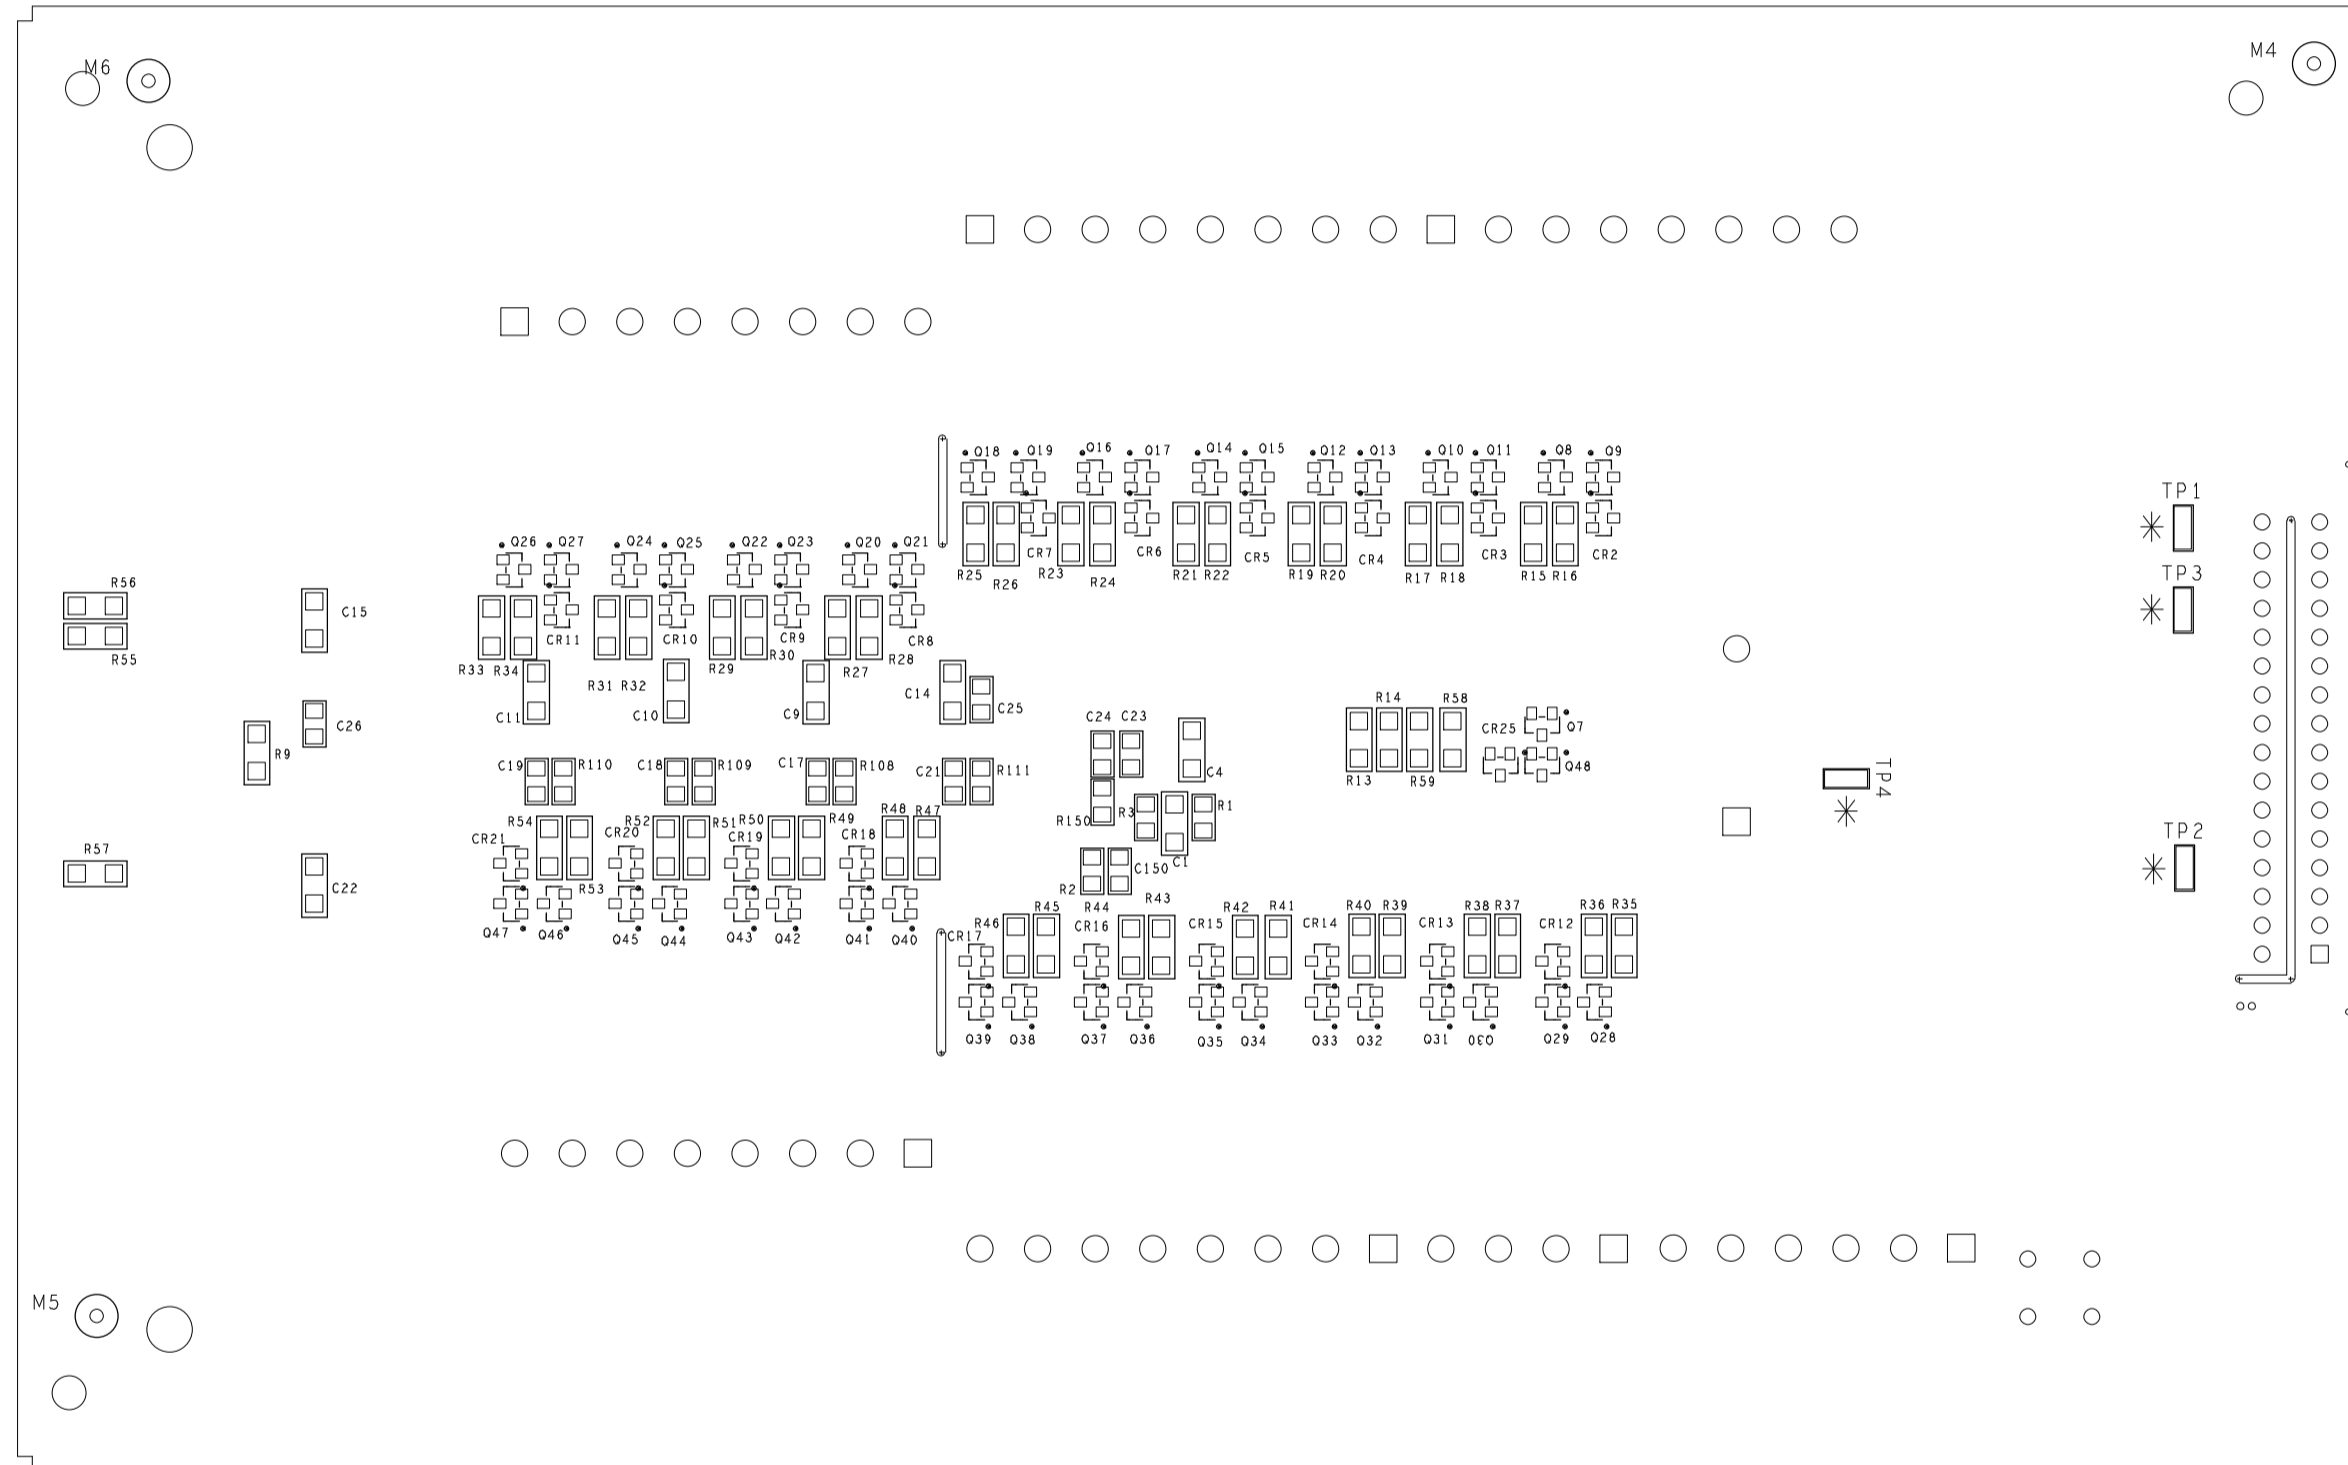 M6
M4
Q18 Q19 Q16 Q17 Q14 Q15 Q12 Q13 Q10 Q11 Q8 Q9
TP1
Q26 Q27 Q24 Q25 Q22 Q23 Q20 Q21
CR7 CR6 CR5 CR4 CR3 CR2
R25 R26 R23 R24 R21 R22 R19 R20 R17 R18 R15 R16
TP3
R56
C15
R55
CR11 CR10 CR9 CR8
R33 R34 R31 R32 R29 R30 R27 R28
C11 C10 C9 C14 C25
R14 R58
C24 C23
C26
CR25 Q7
R9
C19 R110 C18 R109 C17 R108 C21 R111
C4
R13 R59 Q48
TP4
R150 R3 R1
R54 R52 R51 R50 R49 R48 R47
CR21 CR20 CR19 CR18
TP2
R57
C150 C1
C22
R53
R2
R45 R44 R43 R42 R41 R40 R39 R38 R37 R36 R35
R46 CR16 CR15 CR14 CR13 CR12
CR17
Q47 Q46 Q45 Q44 Q43 Q42 Q41 Q40
Q39 Q38 Q37 Q36 Q35 Q34 Q33 Q32 Q31 Q30 Q29 Q28
M5